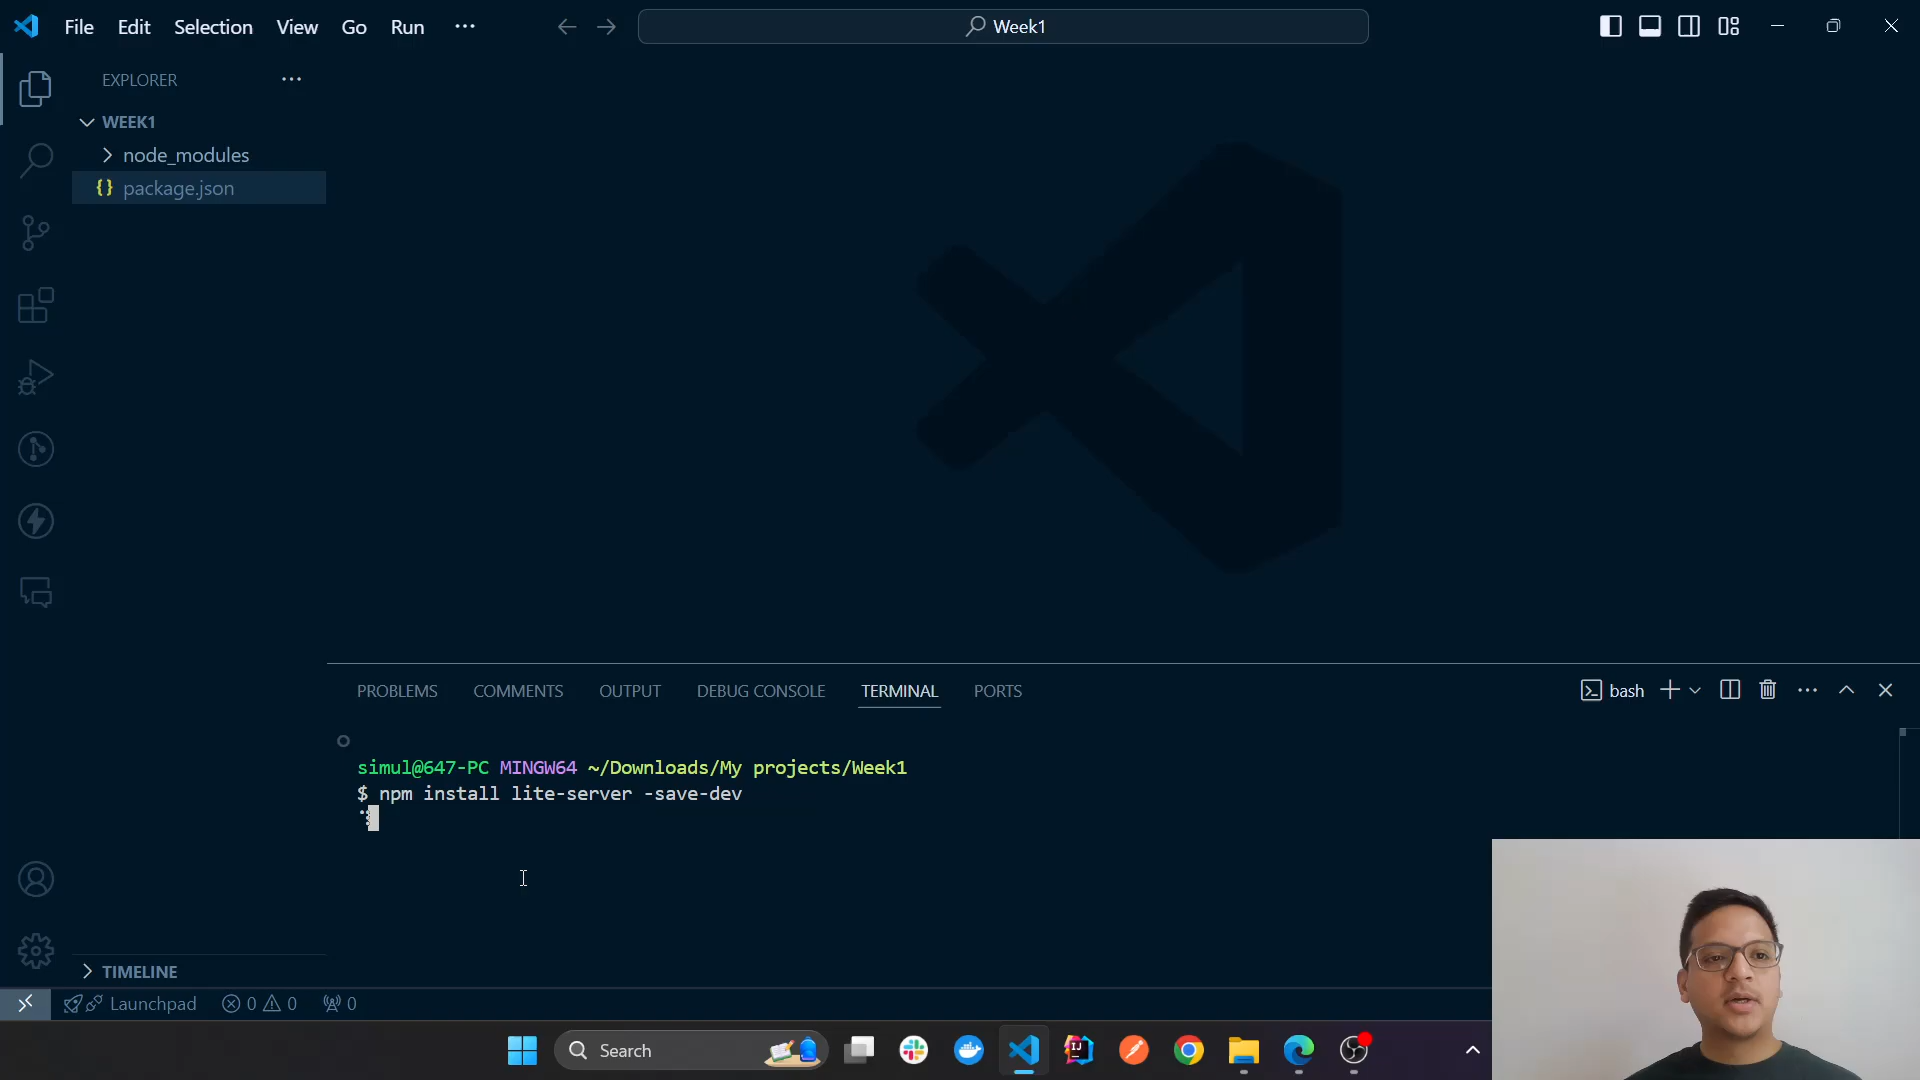 File Edit Selection View Go Run
Week1
EXPLORER
WEEK1
node_modules
{} package.json
PROBLEMS COMMENTS OUTPUT DEBUG CONSOLE TERMINAL PORTS
bash
simul@647-PC MINGW64 ~/Downloads/My projects/Week1
$ npm install lite-server -save-dev
TIMELINE
Launchpad 0 0 0
Search